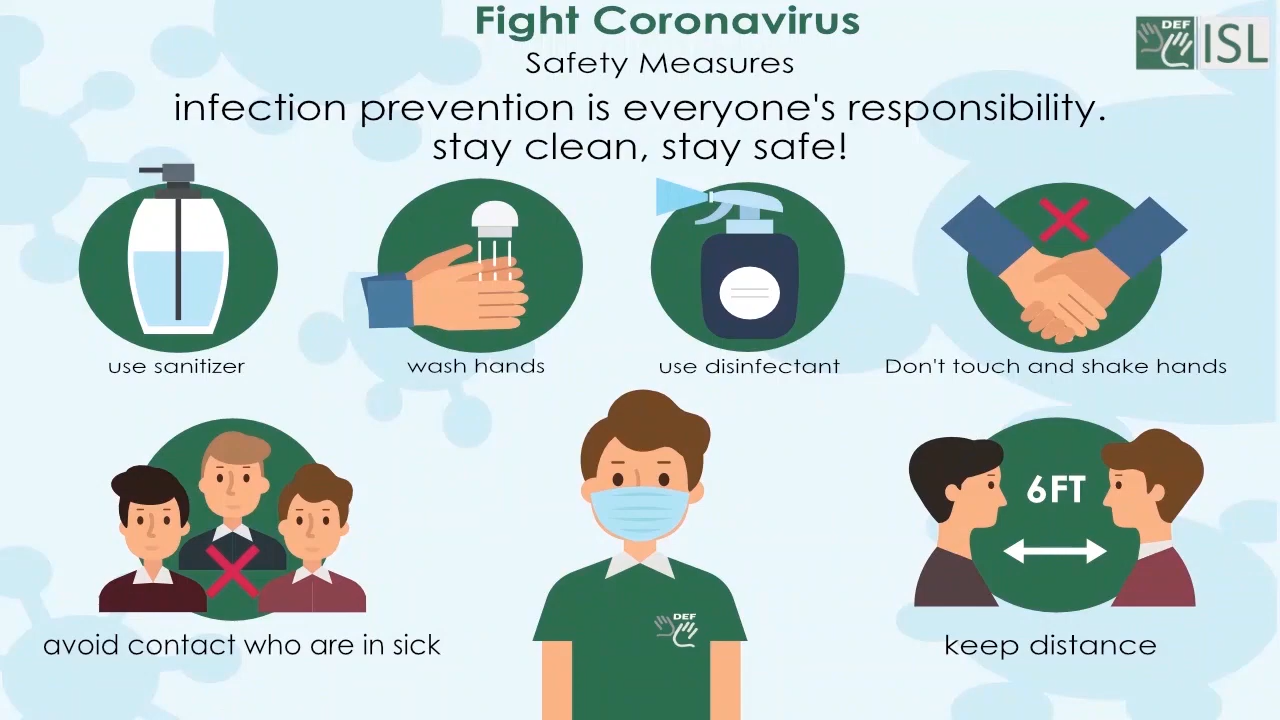 Fight Coronavirus
DEF
ISL
Safety Measures
infection prevention is everyone's responsibility.
stay clean, stay safe!
use sanitizer
wash hands
use disinfectant
Don't touch and shake hands
6FT
DEF
avoid contact who are in sick
keep distance